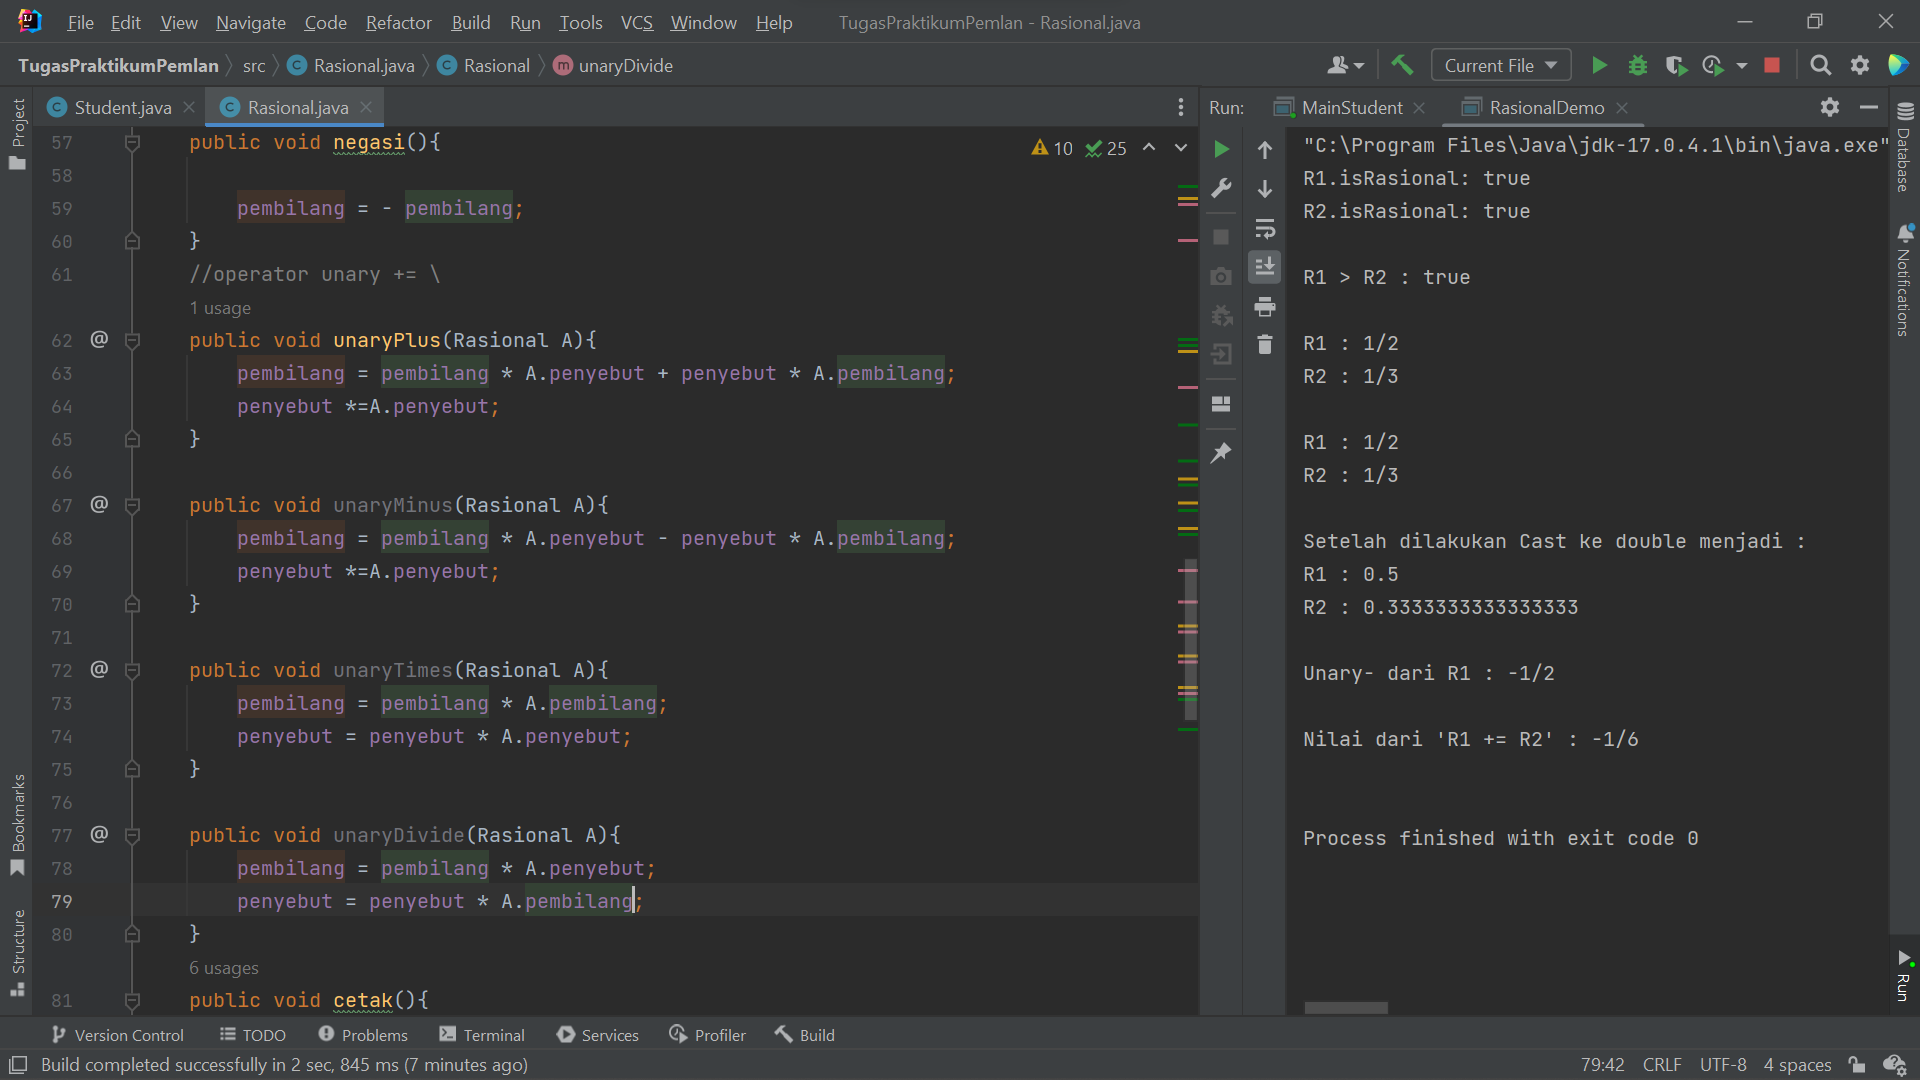 File Edit View Navigate Code Refactor Build Run Tools VCS Window Help TugasPraktikumPemlan - Rasional.java
TugasPraktikumPemlan src Rasional.java Rasional unaryDivide Current File
Project
Student.java Rasional.java
57 public void negasi(){
10 25
58
59 pembilang = - pembilang;
60 }
61 //operator unary += \
1 usage
62 @ public void unaryPlus(Rasional A){
63 pembilang = pembilang * A.penyebut + penyebut * A.pembilang;
64 penyebut *=A.penyebut;
65 }
66
67 @ public void unaryMinus(Rasional A){
68 pembilang = pembilang * A.penyebut - penyebut * A.pembilang;
69 penyebut *=A.penyebut;
70 }
71
72 @ public void unaryTimes(Rasional A){
73 pembilang = pembilang * A.pembilang;
74 penyebut = penyebut * A.penyebut;
75 }
76
77 @ public void unaryDivide(Rasional A){
78 pembilang = pembilang * A.penyebut;
79 penyebut = penyebut * A.pembilang;
80 }
6 usages
81 public void cetak(){
Bookmarks
Structure
Run: MainStudent RasionalDemo
"C:\Program Files\Java\jdk-17.0.4.1\bin\java.exe"
R1.isRasional: true
R2.isRasional: true
R1 > R2 : true
R1 : 1/2
R2 : 1/3
R1 : 1/2
R2 : 1/3
Setelah dilakukan Cast ke double menjadi :
R1 : 0.5
R2 : 0.3333333333333333
Unary- dari R1 : -1/2
Nilai dari 'R1 += R2' : -1/6
Process finished with exit code 0
Database
Notifications
Run
Version Control TODO Problems Terminal Services Profiler Build
Build completed successfully in 2 sec, 845 ms (7 minutes ago) 79:42 CRLF UTF-8 4 spaces